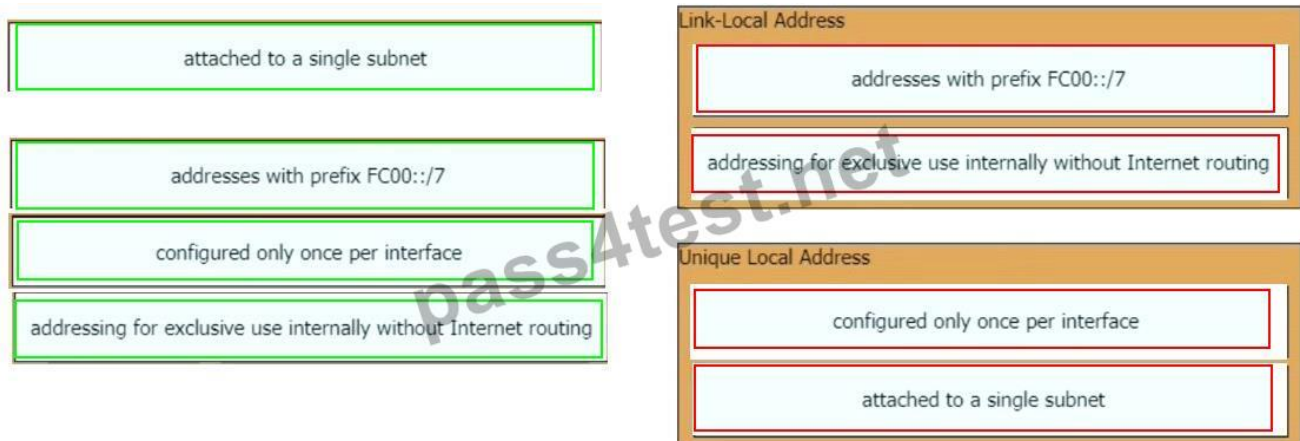 attached to a single subnet
addresses with prefix FC00::/7
configured only once per interface
addressing for exclusive use internally without Internet routing
Link-Local Address
addresses with prefix FC00::/7
addressing for exclusive use internally without Internet routing
Unique Local Address
configured only once per interface
attached to a single subnet
pass4test.net